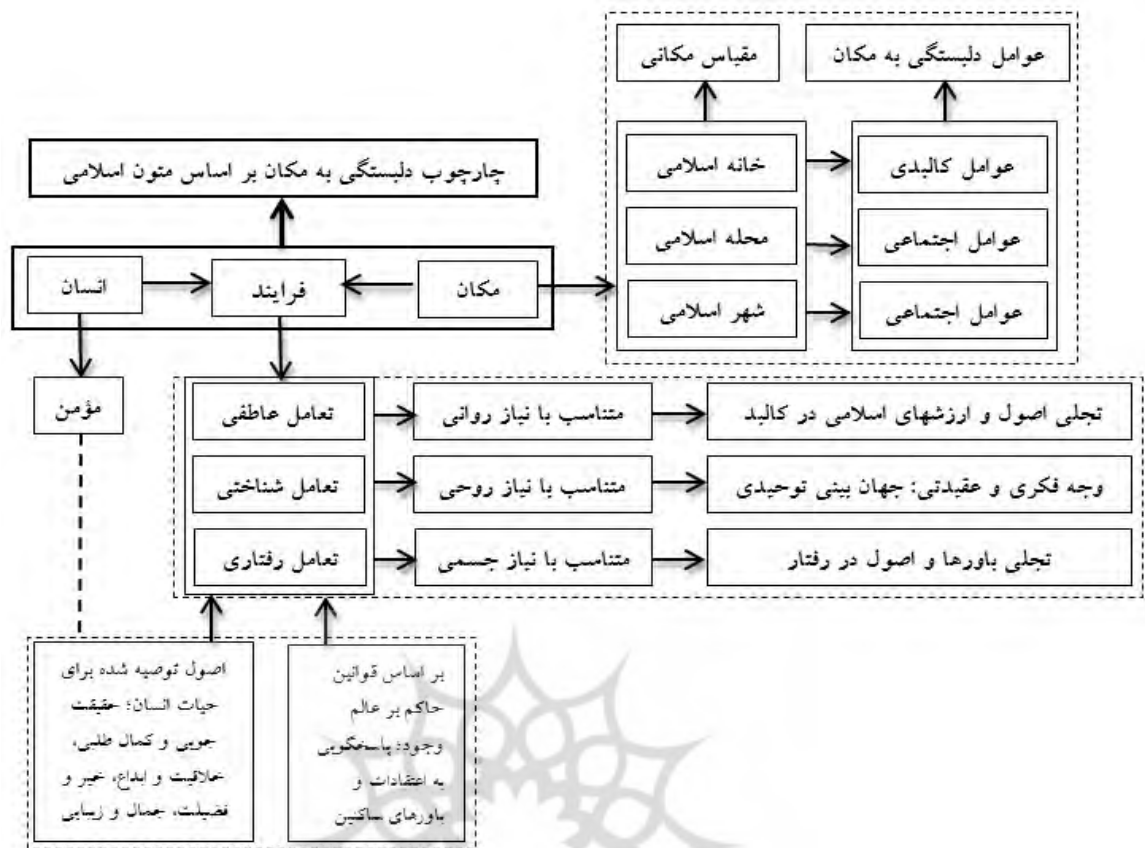 عوامل دلبستگی به مکان
مقیاس مکانی
چارچوب دلبستگی به مکان بر اساس متون اسلامی
خانه اسلامی
عوامل کالبدی
محله اسلامی
عوامل اجتماعی
شهر اسلامی
عوامل اجتماعی
انسان
فرایند
مکان
مؤمن
تعامل عاطفی
متناسب با نیاز روانی
تجلی اصول و ارزشهای اسلامی در کالبد
تعامل شناختی
متناسب با نیاز روحی
وجه فکری و عقیدتی: جهان بینی توحیدی
تعامل رفتاری
متناسب با نیاز جسمی
تجلی باورها و اصول در رفتار
بر اساس قوانین
حاکم بر عالم
وجود: پاسخگویی
به اعتقادات و
باورهای ساکنین
اصول توصیه شده برای
حیات انسان؛ حقیقت
جویی و کمال طلبی،
خلاقیت و ابداع، خیر و
فضیلت، جمال و زیبایی